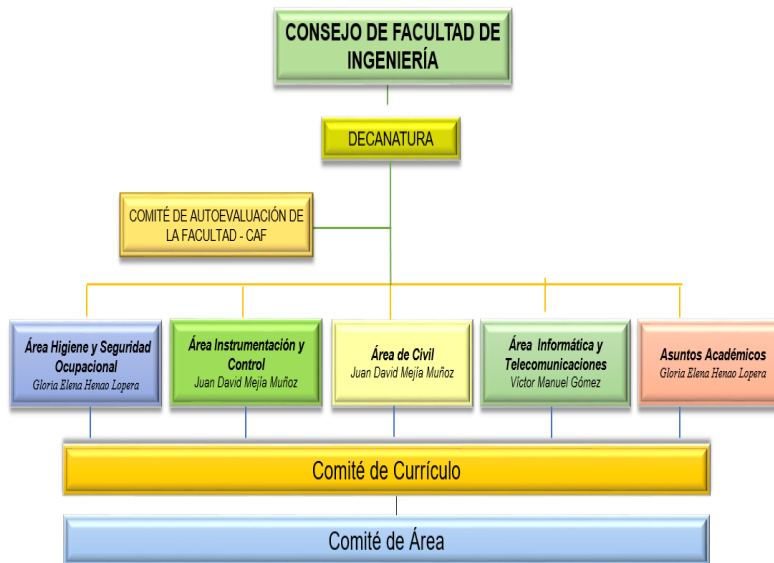 CONSEJO DE FACULTAD DE
INGENIERÍA
DECANATURA
COMITÉ DE AUTOEVALUACIÓN DE
LA FACULTAD - CAF
Área Higiene y Seguridad
Ocupacional
Gloria Elena Henao Lopera
Área Instrumentación y
Control
Juan David Mejía Muñoz
Área de Civil
Juan David Mejía Muñoz
Área Informática y
Telecomunicaciones
Víctor Manuel Gómez
Asuntos Académicos
Gloria Elena Henao Lopera
Comité de Currículo
Comité de Área